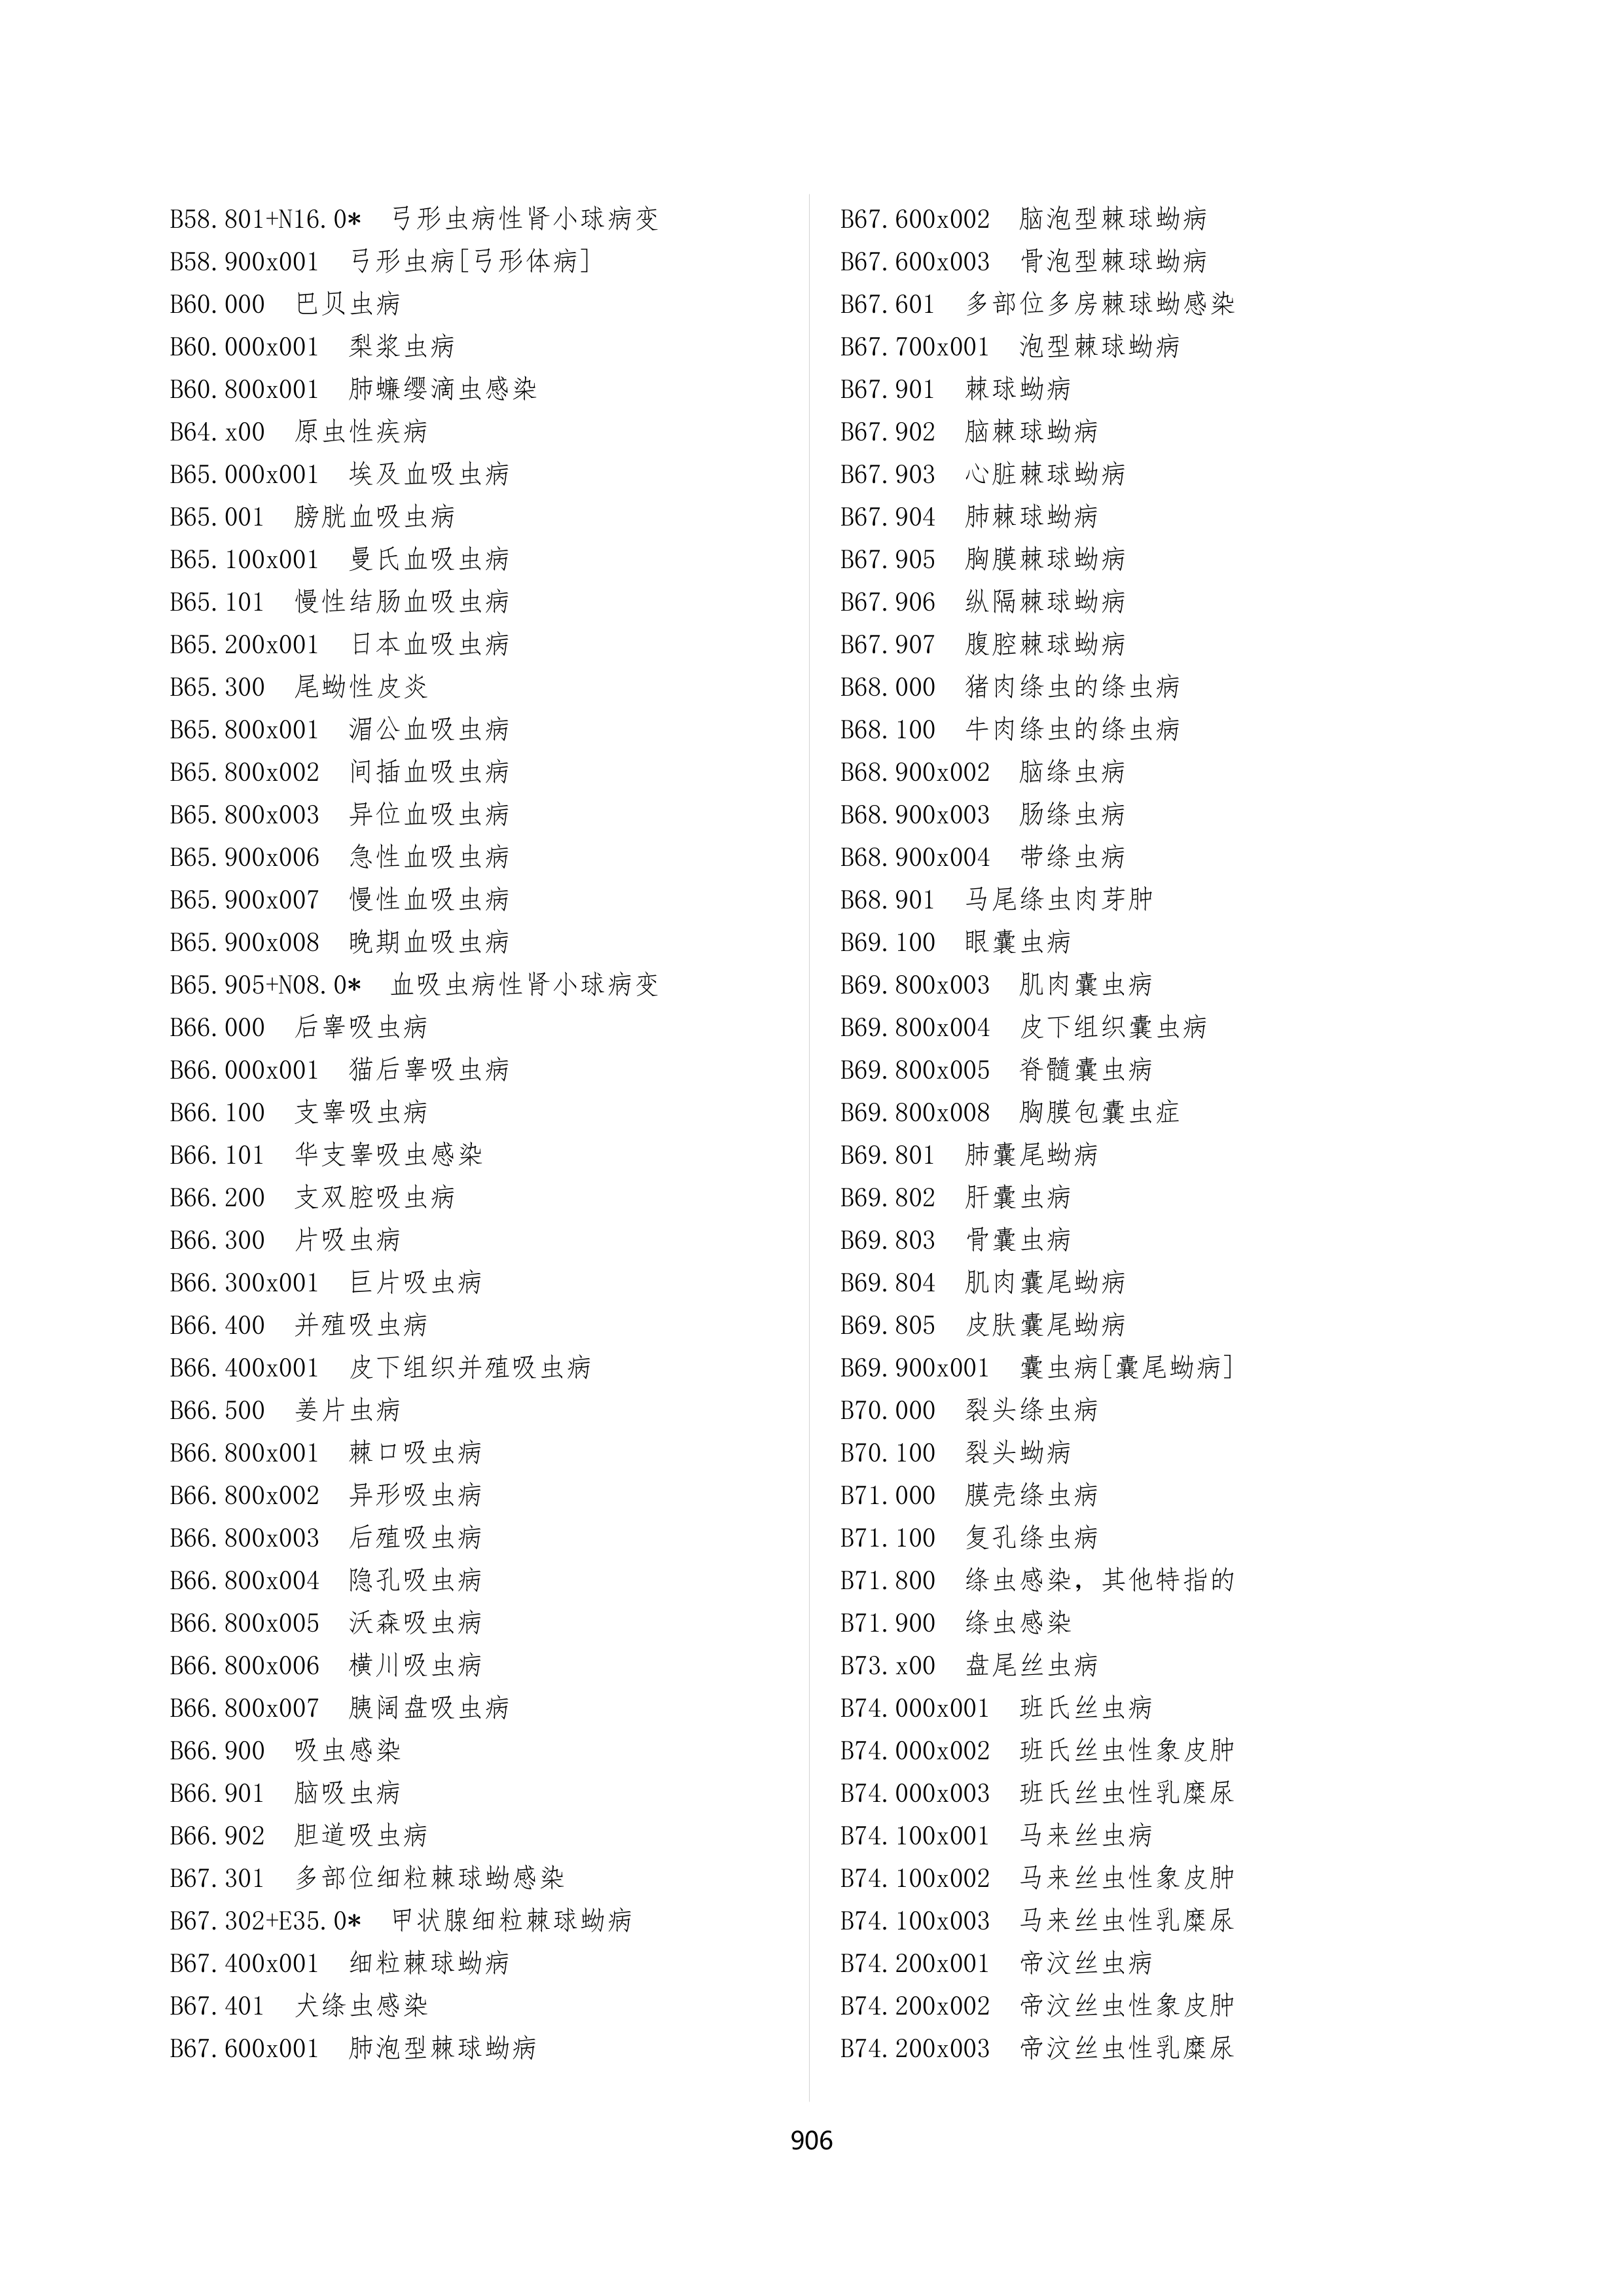 B58.801+N16.0* 弓形虫病性肾小球病变
B58.900x001 弓形虫病[弓形体病]
B60.000 巴贝虫病
B60.000x001 梨浆虫病
B60.800x001 肺蠊缨滴虫感染
B64.x00 原虫性疾病
B65.000x001 埃及血吸虫病
B65.001 膀胱血吸虫病
B65.100x001 曼氏血吸虫病
B65.101 慢性结肠血吸虫病
B65.200x001 日本血吸虫病
B65.300 尾蚴性皮炎
B65.800x001 湄公血吸虫病
B65.800x002 间插血吸虫病
B65.800x003 异位血吸虫病
B65.900x006 急性血吸虫病
B65.900x007 慢性血吸虫病
B65.900x008 晚期血吸虫病
B65.905+N08.0* 血吸虫病性肾小球病变
B66.000 后睾吸虫病
B66.000x001 猫后睾吸虫病
B66.100 支睾吸虫病
B66.101 华支睾吸虫感染
B66.200 支双腔吸虫病
B66.300 片吸虫病
B66.300x001 巨片吸虫病
B66.400 并殖吸虫病
B66.400x001 皮下组织并殖吸虫病
B66.500 姜片虫病
B66.800x001 棘口吸虫病
B66.800x002 异形吸虫病
B66.800x003 后殖吸虫病
B66.800x004 隐孔吸虫病
B66.800x005 沃森吸虫病
B66.800x006 横川吸虫病
B66.800x007 胰阔盘吸虫病
B66.900 吸虫感染
B66.901 脑吸虫病
B66.902 胆道吸虫病
B67.301 多部位细粒棘球蚴感染
B67.302+E35.0* 甲状腺细粒棘球蚴病
B67.400x001 细粒棘球蚴病
B67.401 犬绦虫感染
B67.600x001 肺泡型棘球蚴病
B67.600x002 脑泡型棘球蚴病
B67.600x003 骨泡型棘球蚴病
B67.601 多部位多房棘球蚴感染
B67.700x001 泡型棘球蚴病
B67.901 棘球蚴病
B67.902 脑棘球蚴病
B67.903 心脏棘球蚴病
B67.904 肺棘球蚴病
B67.905 胸膜棘球蚴病
B67.906 纵隔棘球蚴病
B67.907 腹腔棘球蚴病
B68.000 猪肉绦虫的绦虫病
B68.100 牛肉绦虫的绦虫病
B68.900x002 脑绦虫病
B68.900x003 肠绦虫病
B68.900x004 带绦虫病
B68.901 马尾绦虫肉芽肿
B69.100 眼囊虫病
B69.800x003 肌肉囊虫病
B69.800x004 皮下组织囊虫病
B69.800x005 脊髓囊虫病
B69.800x008 胸膜包囊虫症
B69.801 肺囊尾蚴病
B69.802 肝囊虫病
B69.803 骨囊虫病
B69.804 肌肉囊尾蚴病
B69.805 皮肤囊尾蚴病
B69.900x001 囊虫病[囊尾蚴病]
B70.000 裂头绦虫病
B70.100 裂头蚴病
B71.000 膜壳绦虫病
B71.100 复孔绦虫病
B71.800 绦虫感染，其他特指的
B71.900 绦虫感染
B73.x00 盘尾丝虫病
B74.000x001 班氏丝虫病
B74.000x002 班氏丝虫性象皮肿
B74.000x003 班氏丝虫性乳糜尿
B74.100x001 马来丝虫病
B74.100x002 马来丝虫性象皮肿
B74.100x003 马来丝虫性乳糜尿
B74.200x001 帝汶丝虫病
B74.200x002 帝汶丝虫性象皮肿
B74.200x003 帝汶丝虫性乳糜尿
906